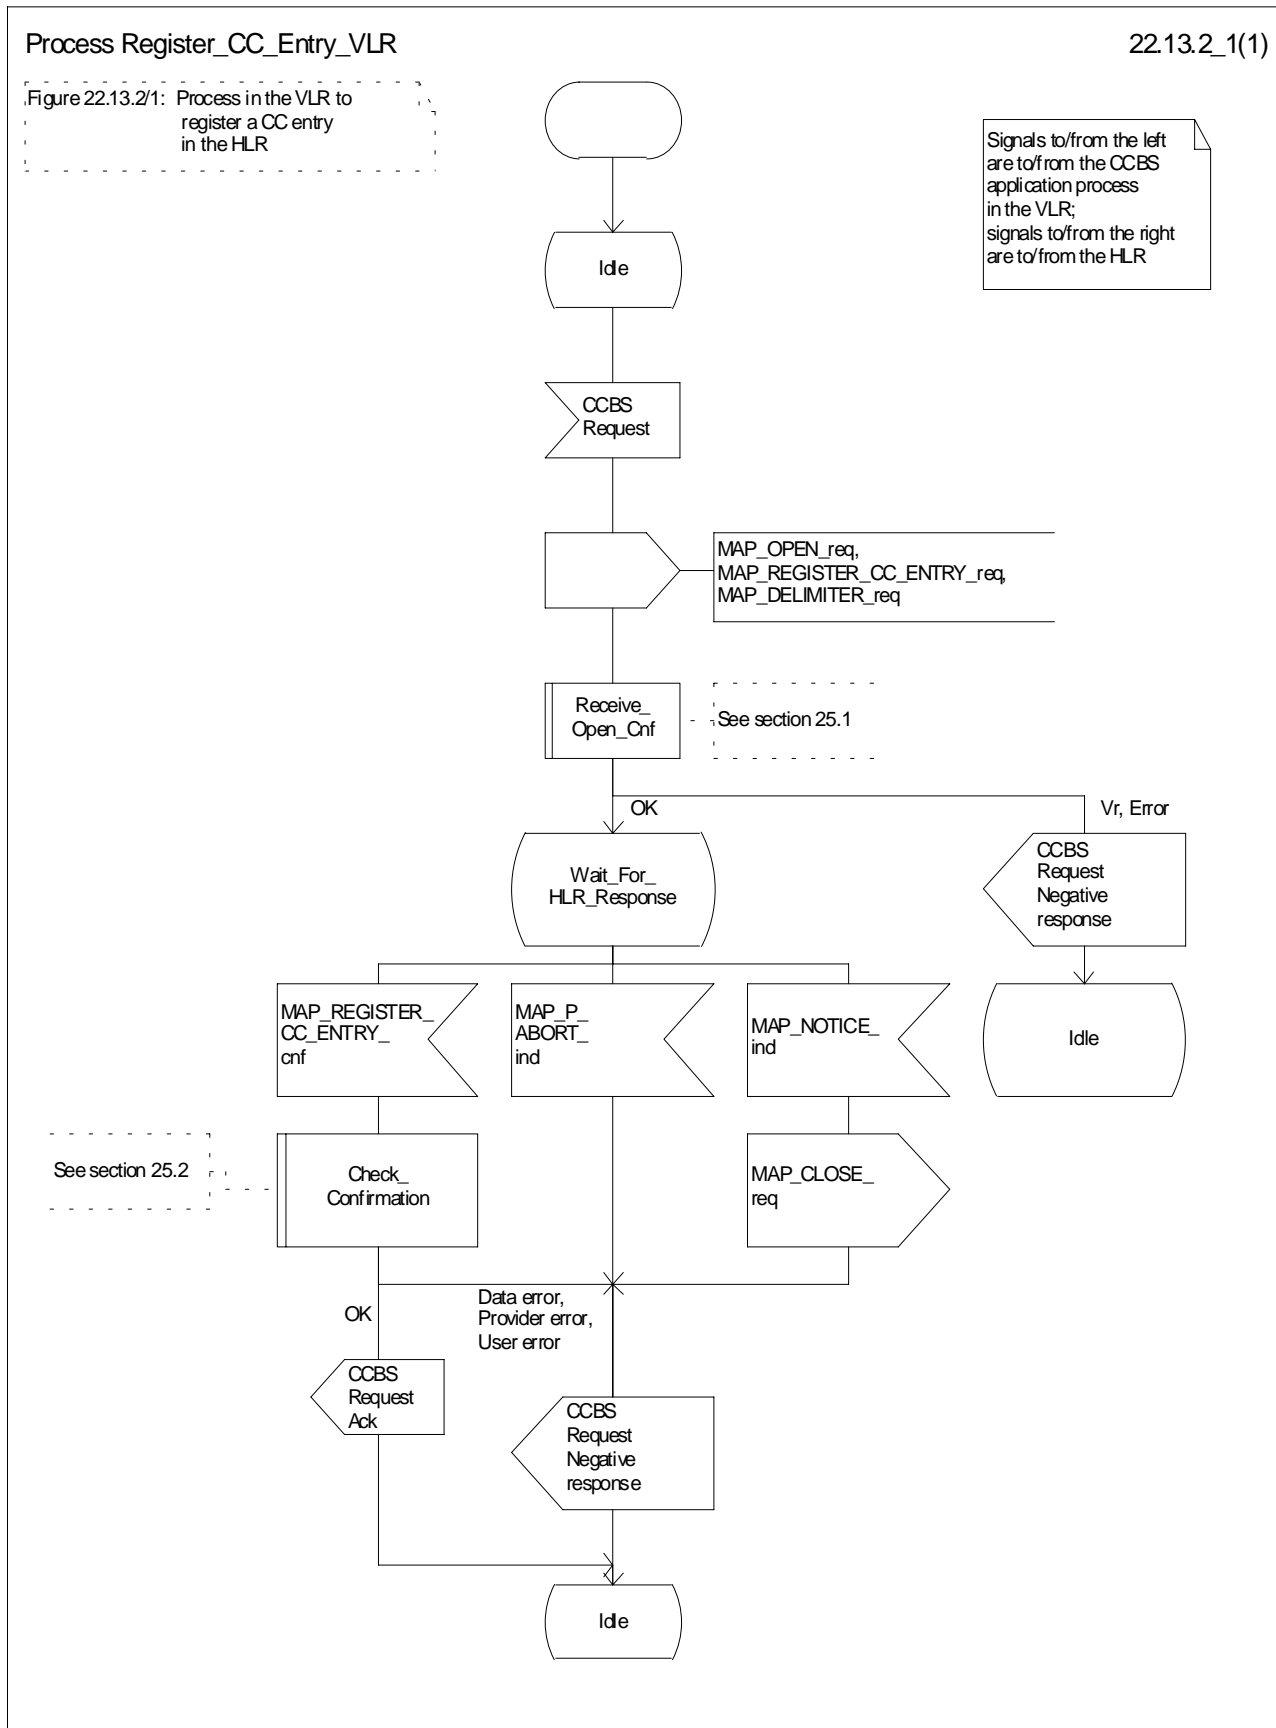 Process Register_CC_Entry_VLR
22.13.2_1(1)
Figure 22.13.2/1: Process in the VLR to
register a CC entry
in the HLR
Signals to/from the left
are to/from the CCBS
application process
in the VLR;
signals to/from the right
are to/from the HLR
Idle
CCBS
Request
MAP_OPEN_req,
MAP_REGISTER_CC_ENTRY_req,
MAP_DELIMITER_req
Receive_
Open_Cnf
See section 25.1
OK
Vr, Error
Wait_For_
HLR_Response
CCBS
Request
Negative
response
MAP_REGISTER_
CC_ENTRY_
cnf
MAP_P_
ABORT_
ind
MAP_NOTICE_
ind
Idle
See section 25.2
Check_
Confirmation
MAP_CLOSE_
req
OK
Data error,
Provider error,
User error
CCBS
Request
Ack
CCBS
Request
Negative
response
Idle